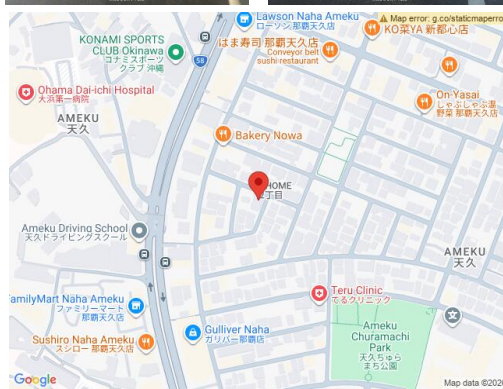 Lawson Naha Ameku
ローソン 那覇天久店
Map error: g.co/staticmaperro
KONAMI SPORTS
CLUB Okinawa
コナミスポーツ
クラブ 沖縄
58
はま寿司 那覇天久店
Conveyor belt
sushi restaurant
KO菜YA 新都心店
Ohama Dai-ichi Hospital
大浜第一病院
On-Yasai
しゃぶしゃぶ温
野菜 那覇天久店
AMEKU
天久
Bakery Nowa
HOME
丁目
Ameku Driving School
天久ドライビングスクール
AMEKU
天久
Teru Clinic
てるクリニック
FamilyMart Naha Ameku
ファミリーマート
那覇天久店
Gulliver Naha
ガリバー那覇店
Ameku
Churamachi
Park
天久ちゅら
まち公園
Sushiro Naha Ameku
スシロー 那覇天久店
Google
Map data ©202